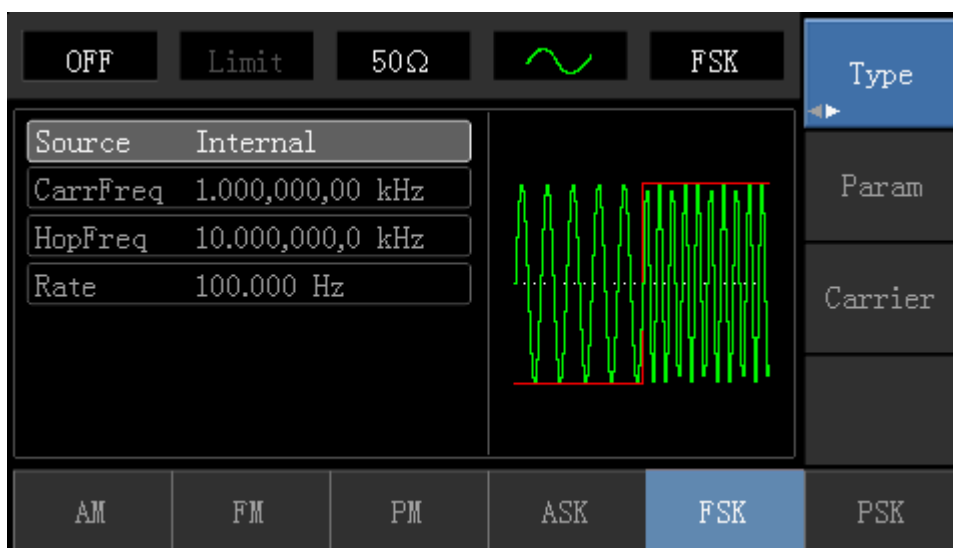 OFF Limit 50Ω FSK
Type
Source Internal
CarrFreq 1.000,000,00 kHz
HopFreq 10.000,000,0 kHz
Rate 100.000 Hz
Param
Carrier
AM FM PM ASK FSK PSK